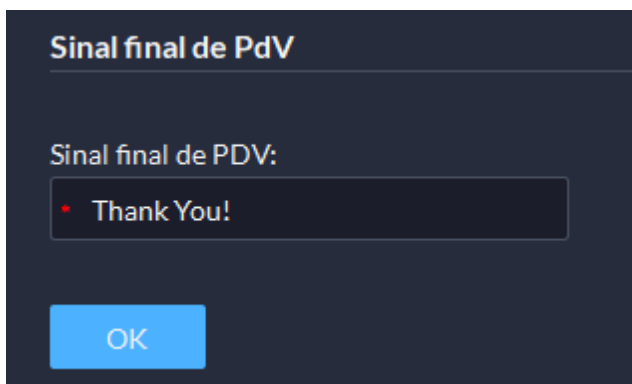 Sinal final de PdV
Sinal final de PDV:
* Thank You!
OK